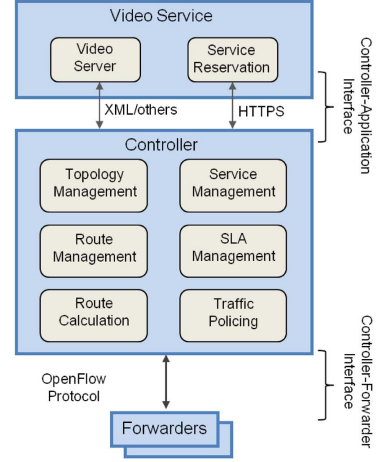 Video Service
Video
Server
Service
Reservation
XML/others
HTTPS
Controller-Application
Interface
Controller
Topology
Management
Service
Management
Route
Management
SLA
Management
Route
Calculation
Traffic
Policing
OpenFlow
Protocol
Controller-Forwarder
Interface
Forwarders